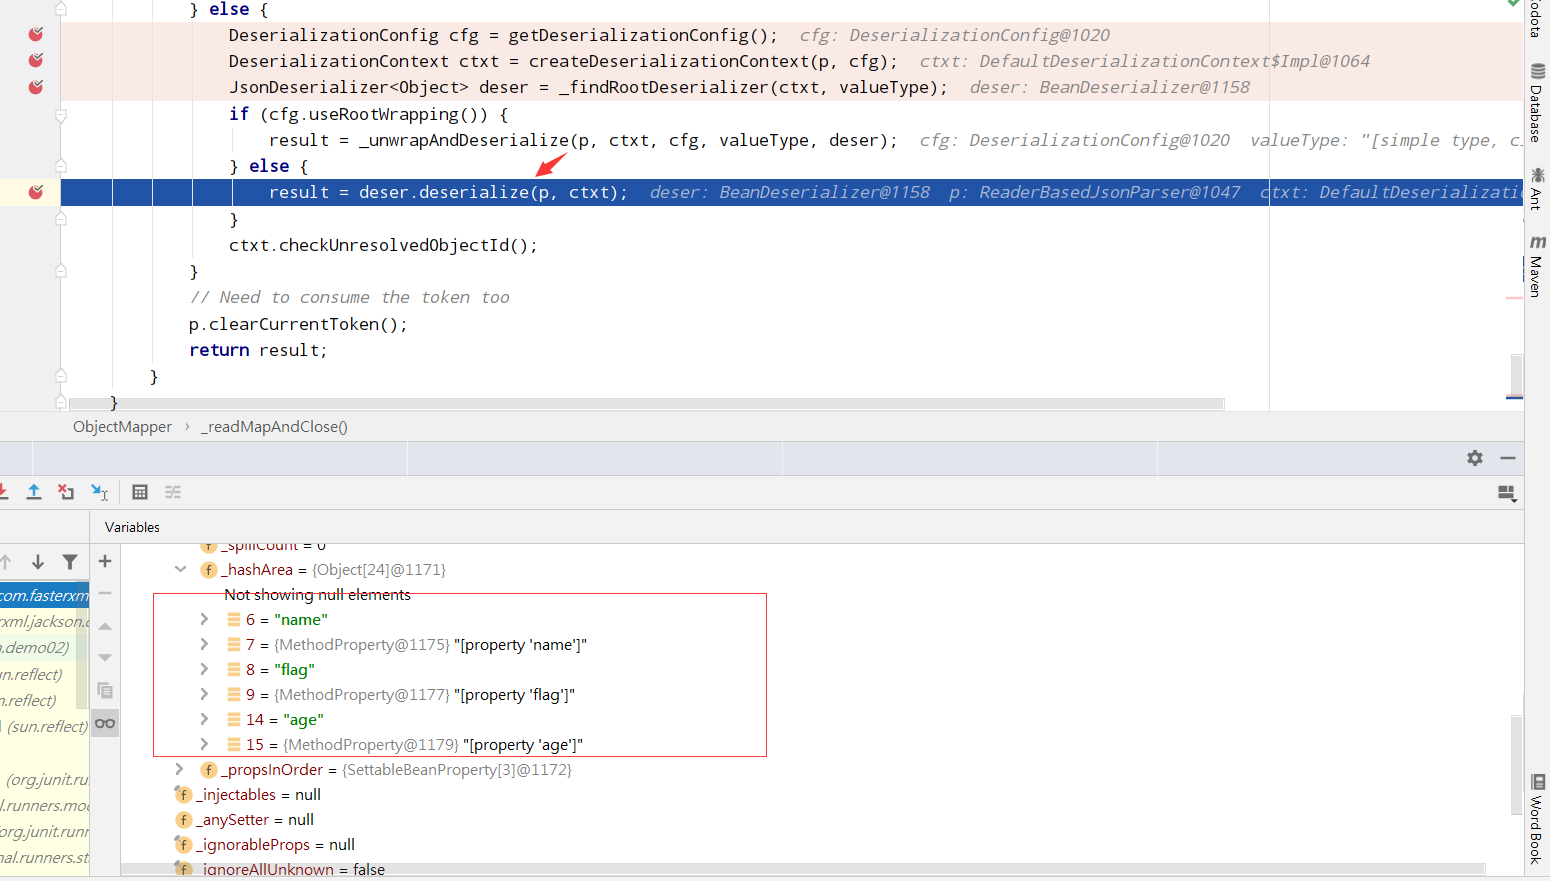 } else {
DeserializationConfig cfg = getDeserializationConfig(); cfg: DeserializationConfig@1020
DeserializationContext ctxt = createDeserializationContext(p, cfg); ctxt: DefaultDeserializationContext$Impl@1064
JsonDeserializer<Object> deser = _findRootDeserializer(ctxt, valueType); deser: BeanDeserializer@1158
if (cfg.useRootWrapping()) {
result = _unwrapAndDeserialize(p, ctxt, cfg, valueType, deser); cfg: DeserializationConfig@1020 valueType: "[simple type, c
} else {
result = deser.deserialize(p, ctxt); deser: BeanDeserializer@1158 p: ReaderBasedJsonParser@1047 ctxt: DefaultDeserializatio
}
ctxt.checkUnresolvedObjectId();
}
// Need to consume the token too
p.clearCurrentToken();
return result;
}
}
ObjectMapper › _readMapAndClose()
Variables
_spillCount = 0
_hashArea = {Object[24]@1171}
Not showing null elements
6 = "name"
7 = {MethodProperty@1175} "[property 'name']"
8 = "flag"
9 = {MethodProperty@1177} "[property 'flag']"
14 = "age"
15 = {MethodProperty@1179} "[property 'age']"
_propsInOrder = {SettableBeanProperty[3]@1172}
_injectables = null
_anySetter = null
_ignorableProps = null
_ignoreAllUnknown = false
com.fasterxm
rxml.jackson.
.demo02)
n.reflect)
n.reflect)
(sun.reflect)
(org.junit.ru
l.runners.mo
org.junit.runn
nal.runners.st
odota
Database
Ant
Maven
Word Book